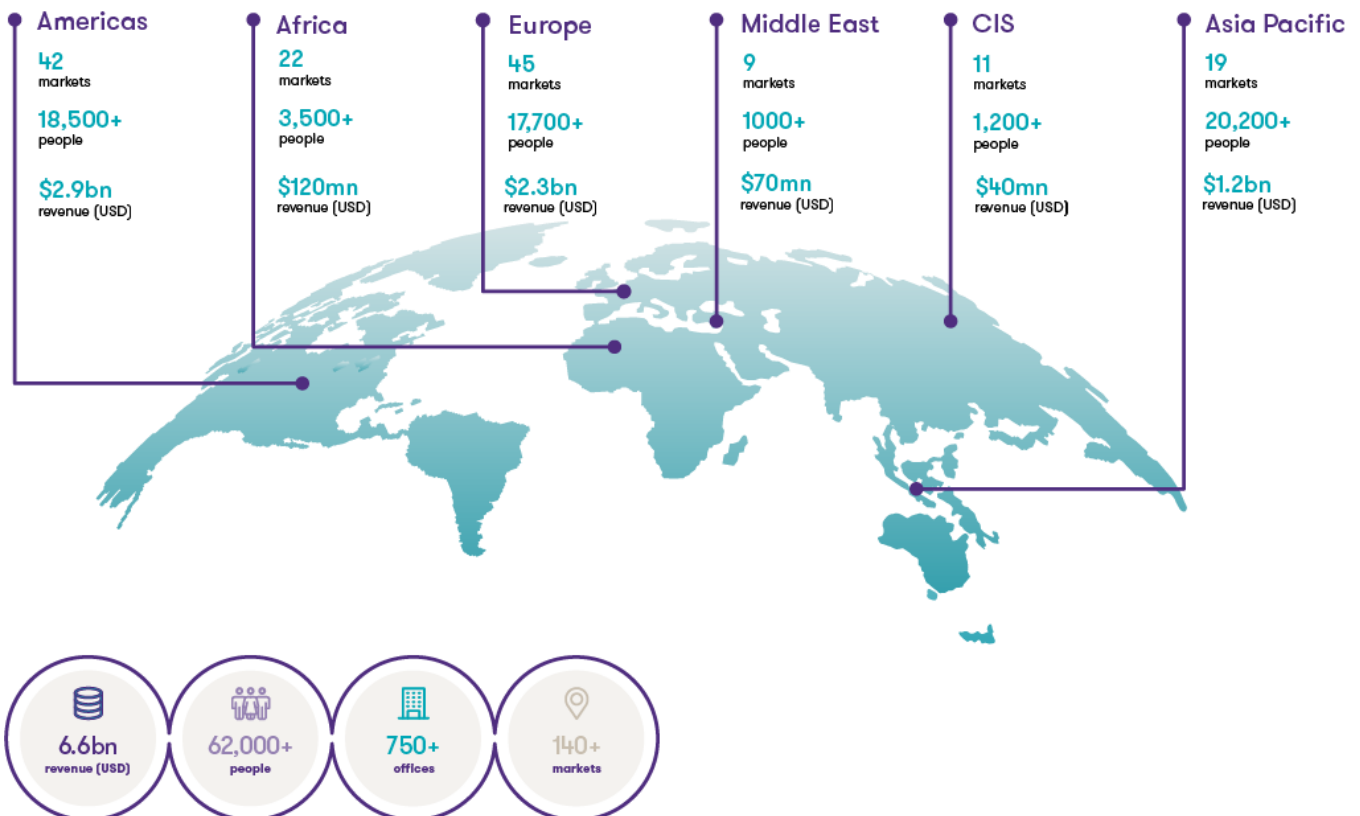 Americas
42
markets
18,500+
people
$2.9bn
revenue (USD)
Africa
22
markets
3,500+
people
$120mn
revenue (USD)
Europe
45
markets
17,700+
people
$2.3bn
revenue (USD)
Middle East
9
markets
1000+
people
$70mn
revenue (USD)
CIS
11
markets
1,200+
people
$40mn
revenue (USD)
Asia Pacific
19
markets
20,200+
people
$1.2bn
revenue (USD)
6.6bn
revenue (USD)
62,000+
people
750+
offices
140+
markets